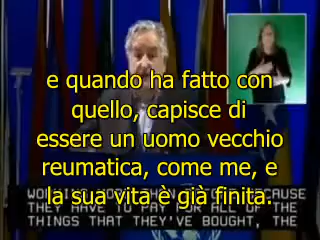 e quando ha fatto con
quello, capisce di
essere un uomo vecchio
reumatica, come me, e
la sua vita è già finita.
BECAUSE
THEY HAVE TO PAY FOR ALL OF THE
THINGS THAT THEY'VE BOUGHT, THE